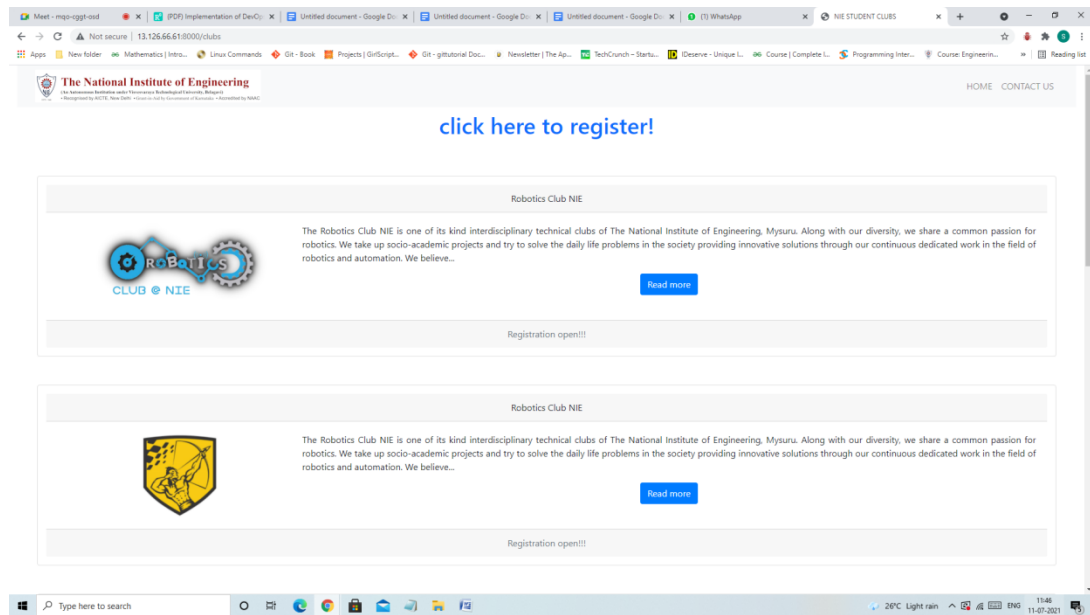 Meet - mqo-cggt-osd
(PDF) Implementation of DevOp
Untitled document - Google Do
Untitled document - Google Do
Untitled document - Google Do
(1) WhatsApp
NIE STUDENT CLUBS
Not secure | 13.126.66.61:8000/clubs
Apps
New folder
Mathematics | Intro...
Linux Commands
Git - Book
Projects | GirlScript...
Git - gittutorial Doc...
Newsletter | The Ap...
TechCrunch – Startu...
IDeserve - Unique I...
Course | Complete I...
Programming Inter...
Course: Engineerin...
Reading list
The National Institute of Engineering
HOME CONTACT US
click here to register!
Robotics Club NIE
The Robotics Club NIE is one of its kind interdisciplinary technical clubs of The National Institute of Engineering, Mysuru. Along with our diversity, we share a common passion for
robotics. We take up socio-academic projects and try to solve the daily life problems in the society providing innovative solutions through our continuous dedicated work in the field of
robotics and automation. We believe...
ROBOTICS
CLUB @ NIE
Read more
Registration open!!!
Robotics Club NIE
The Robotics Club NIE is one of its kind interdisciplinary technical clubs of The National Institute of Engineering, Mysuru. Along with our diversity, we share a common passion for
robotics. We take up socio-academic projects and try to solve the daily life problems in the society providing innovative solutions through our continuous dedicated work in the field of
robotics and automation. We believe...
Read more
Registration open!!!
Type here to search
26°C Light rain
ENG
11:46
11-07-2021